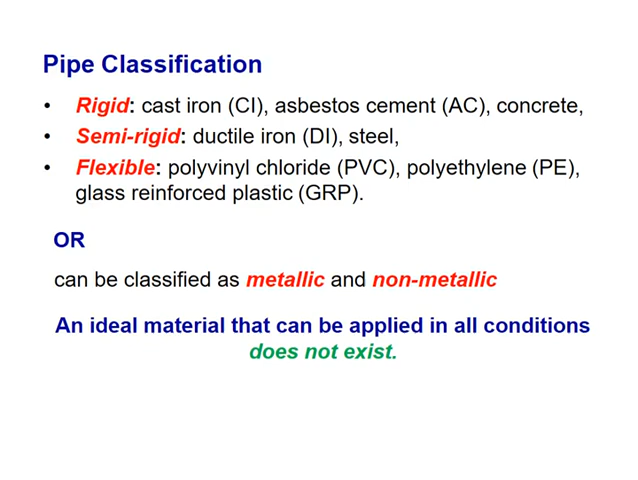 Pipe Classification
• Rigid: cast iron (CI), asbestos cement (AC), concrete,
• Semi-rigid: ductile iron (DI), steel,
• Flexible: polyvinyl chloride (PVC), polyethylene (PE),
glass reinforced plastic (GRP).
OR
can be classified as metallic and non-metallic
An ideal material that can be applied in all conditions
does not exist.